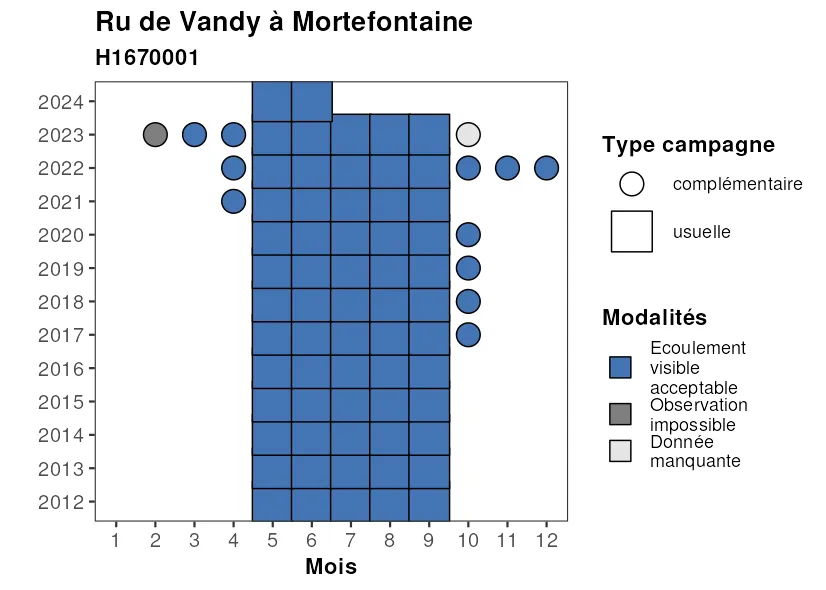 Ru de Vandy à Mortefontaine
H1670001
2024
2023
2022
2021
2020
2019
2018
2017
2016
2015
2014
2013
2012
1 2 3 4 5 6 7 8 9 10 11 12
Mois
Type campagne
complémentaire
usuelle
Modalités
Ecoulement
visible
acceptable
Observation
impossible
Donnée
manquante